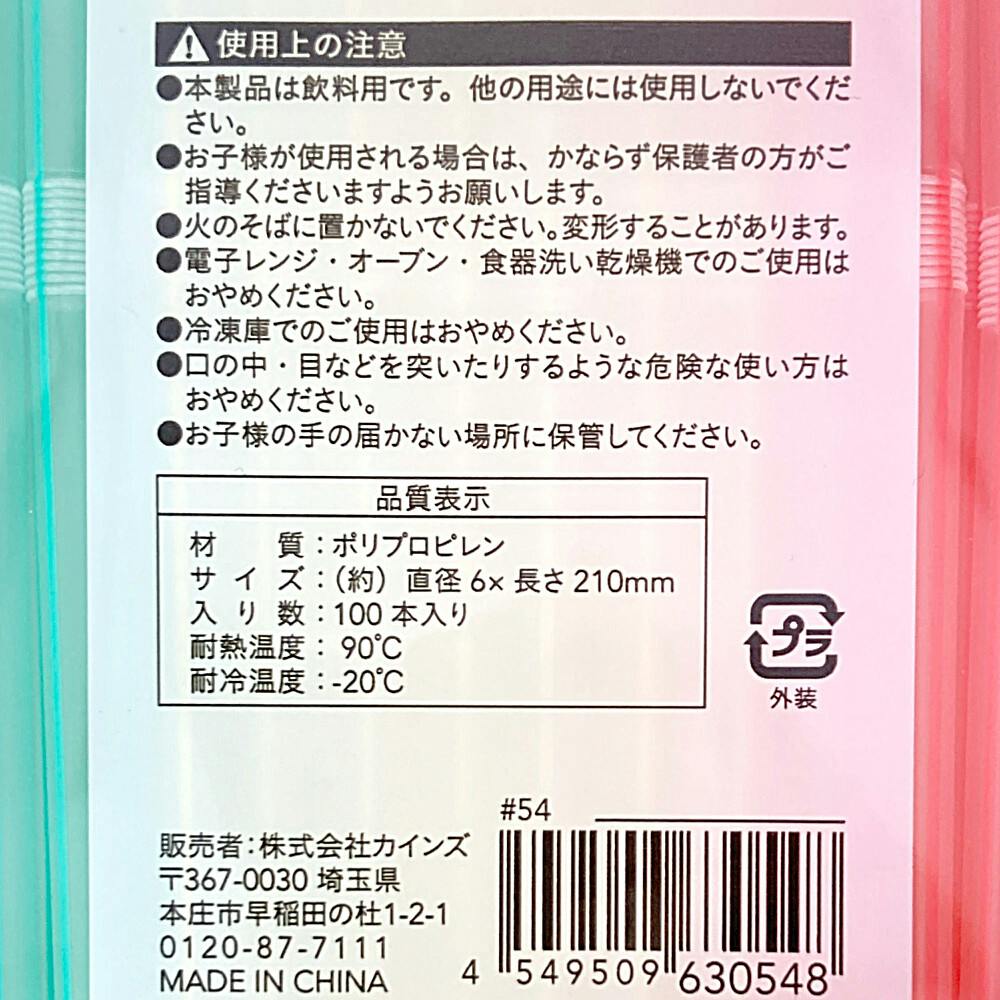 使用上の注意
●本製品は飲料用です。他の用途には使用しないでくだ
さい。
●お子様が使用される場合は、かならず保護者の方がご
指導くださいますようお願いします。
●火のそばに置かないでください。変形することがあります。
●電子レンジ・オーブン・食器洗い乾燥機でのご使用は
おやめください。
●冷凍庫でのご使用はおやめください。
●口の中・目などを突いたりするような危険な使い方は
おやめください。
●お子様の手の届かない場所に保管してください。
品質表示
材質:ポリプロピレン
サイズ:(約)直径6×長さ210mm
入り数:100本入り
耐熱温度:90℃
耐冷温度:-20℃
プラ
外装
#54
販売者:株式会社カインズ
〒367-0030 埼玉県
本庄市早稲田の杜1-2-1
0120-87-7111
MADE IN CHINA
4 549509 630548